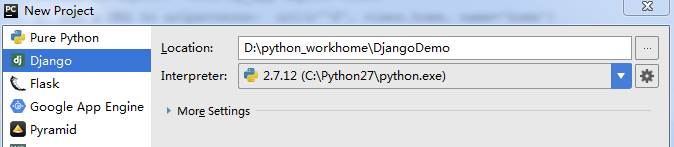 New Project
Pure Python
Django
Flask
Google App Engine
Pyramid
Location: D:\python_workhome\DjangoDemo ...
Interpreter: 2.7.12 (C:\Python27\python.exe)
More Settings